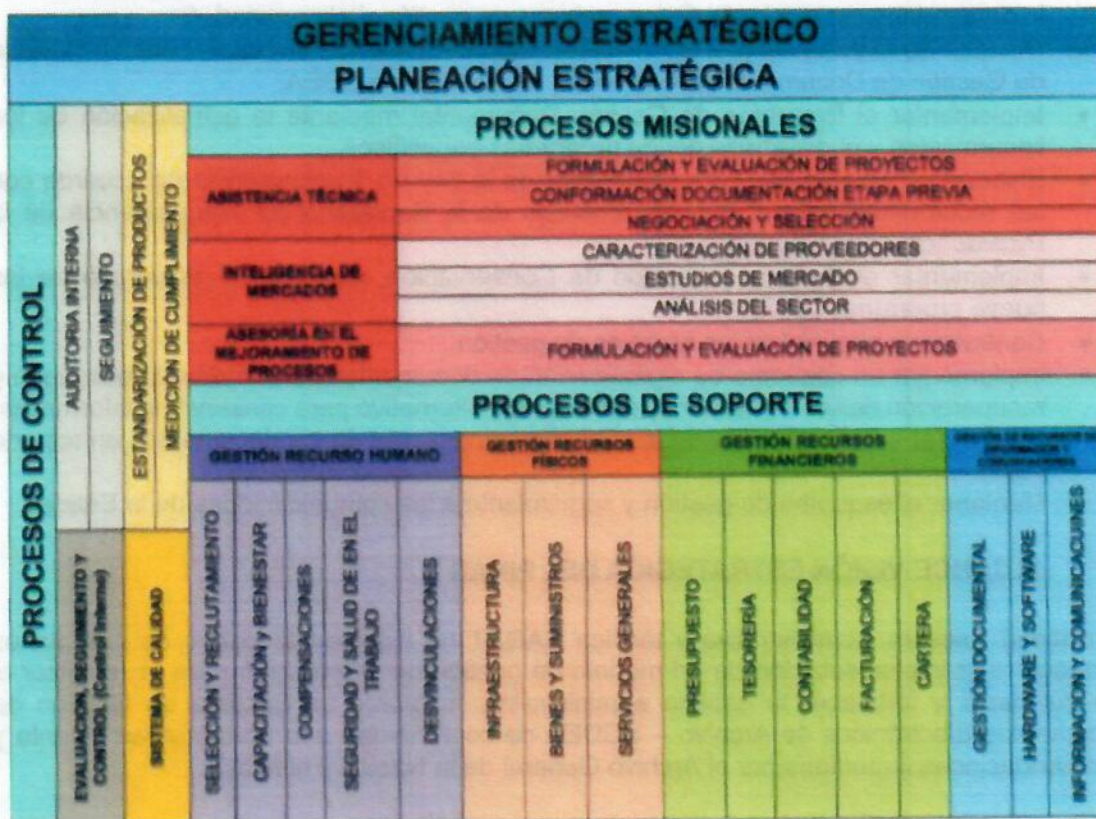 GERENCIAMIENTO ESTRATÉGICO
PLANEACIÓN ESTRATÉGICA
PROCESOS DE CONTROL
AUDITORIA INTERNA
SEGUIMIENTO
ESTANDARIZACIÓN DE PRODUCTOS
MEDICIÓN DE CUMPLIMIENTO
EVALUACIÓN, SEGUIMIENTO Y
CONTROL (Control Interno)
SISTEMA DE CALIDAD
PROCESOS MISIONALES
ASISTENCIA TÉCNICA
FORMULACIÓN Y EVALUACIÓN DE PROYECTOS
CONFORMACIÓN DOCUMENTACIÓN ETAPA PREVIA
NEGOCIACIÓN Y SELECCIÓN
INTELIGENCIA DE
MERCADOS
CARACTERIZACIÓN DE PROVEEDORES
ESTUDIOS DE MERCADO
ANÁLISIS DEL SECTOR
ASESORÍA EN EL
MEJORAMIENTO DE
PROCESOS
FORMULACIÓN Y EVALUACIÓN DE PROYECTOS
PROCESOS DE SOPORTE
GESTIÓN RECURSO HUMANO
SELECCIÓN Y RECLUTAMIENTO
CAPACITACIÓN y BIENESTAR
COMPENSACIONES
SEGURIDAD Y SALUD DE EN EL
TRABAJO
DESVINCULACIONES
GESTIÓN RECURSOS
FÍSICOS
INFRAESTRUCTURA
BIENES Y SUMINISTROS
SERVICIOS GENERALES
GESTIÓN RECURSOS
FINANCIEROS
PRESUPUESTO
TESORERÍA
CONTABILIDAD
FACTURACIÓN
CARTERA
GESTIÓN DOCUMENTAL
HARDWARE Y SOFTWARE
INFORMACION Y COMUNICACUINES